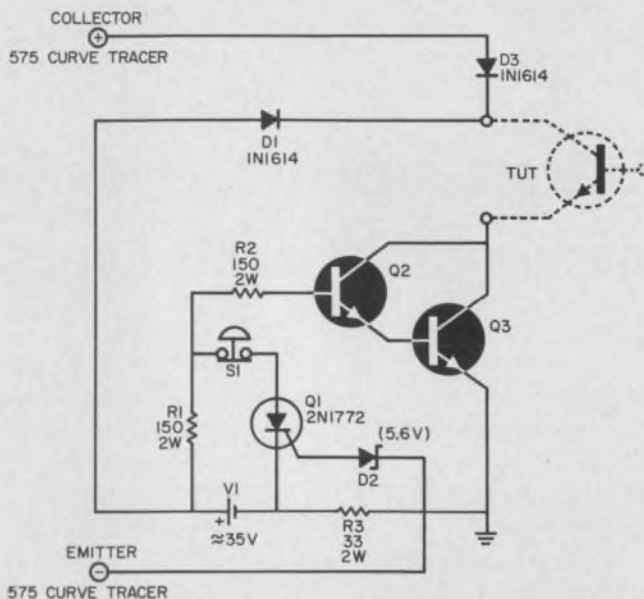 COLLECTOR
+
575 CURVE TRACER
D3
IN1614
D1
IN1614
TUT
R2
150
2W
Q2
Q3
S1
Q1
2N1772
(5.6V)
R1
150
2W
D2
V1
+
≈35V
R3
33
2W
EMITTER
−
575 CURVE TRACER